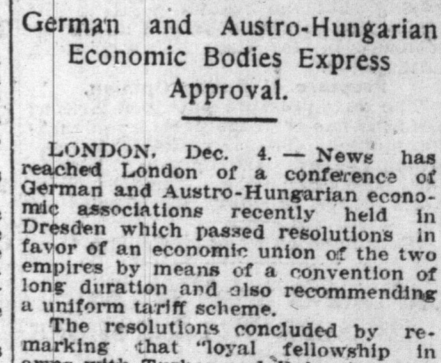 German and Austro-Hungarian
Economic Bodies Express
Approval.
LONDON. Dec. 4. — News has
reached London of a conference of
German and Austro-Hungarian econo-
mic associations recently held in
Dresden which passed resolutions in
favor of an economic union of the two
empires by means of a convention of
long duration and also recommending
a uniform tariff scheme.
The resolutions concluded by re-
marking that "loyal fellowship in